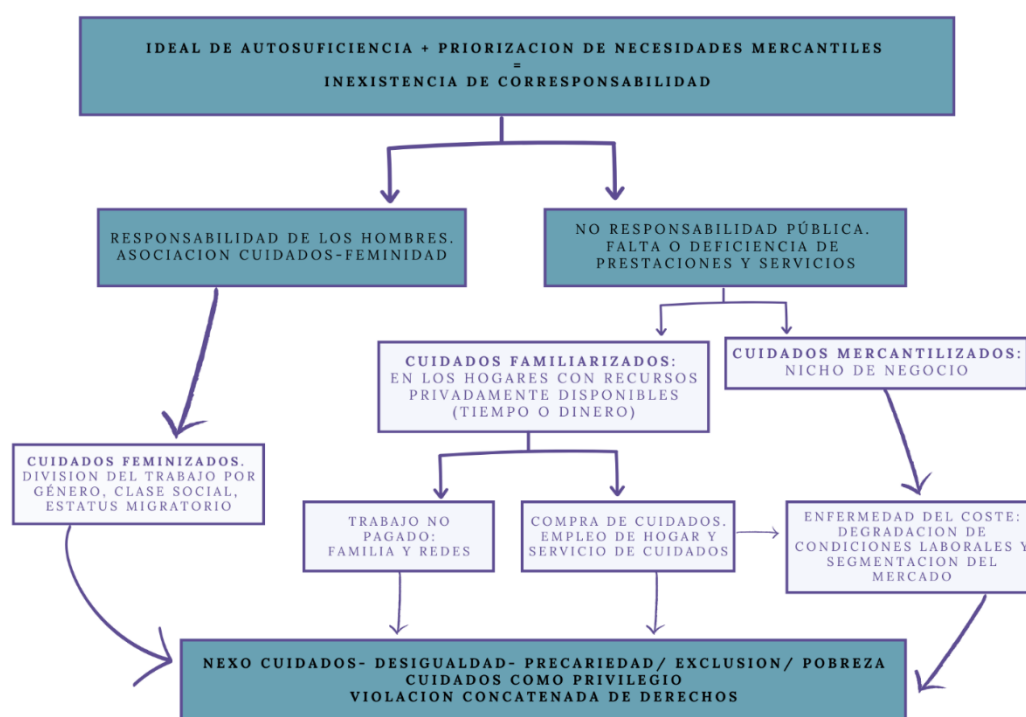 IDEAL DE AUTOSUFICIENCIA + PRIORIZACION DE NECESIDADES MERCANTILES
=
INEXISTENCIA DE CORRESPONSABILIDAD
RESPONSABILIDAD DE LOS HOMBRES.
ASOCIACION CUIDADOS-FEMINIDAD
NO RESPONSABILIDAD PÚBLICA.
FALTA O DEFICIENCIA DE
PRESTACIONES Y SERVICIOS
CUIDADOS FAMILIARIZADOS:
EN LOS HOGARES CON RECURSOS
PRIVADAMENTE DISPONIBLES
(TIEMPO O DINERO)
CUIDADOS MERCANTILIZADOS:
NICHO DE NEGOCIO
CUIDADOS FEMINIZADOS.
DIVISION DEL TRABAJO POR
GÉNERO, CLASE SOCIAL,
ESTATUS MIGRATORIO
TRABAJO NO
PAGADO:
FAMILIA Y REDES
COMPRA DE CUIDADOS.
EMPLEO DE HOGAR Y
SERVICIO DE CUIDADOS
ENFERMEDAD DEL COSTE:
DEGRADACION DE
CONDICIONES LABORALES Y
SEGMENTACION DEL
MERCADO
NEXO CUIDADOS- DESIGUALDAD- PRECARIEDAD/ EXCLUSION/ POBREZA
CUIDADOS COMO PRIVILEGIO
VIOLACION CONCATENADA DE DERECHOS